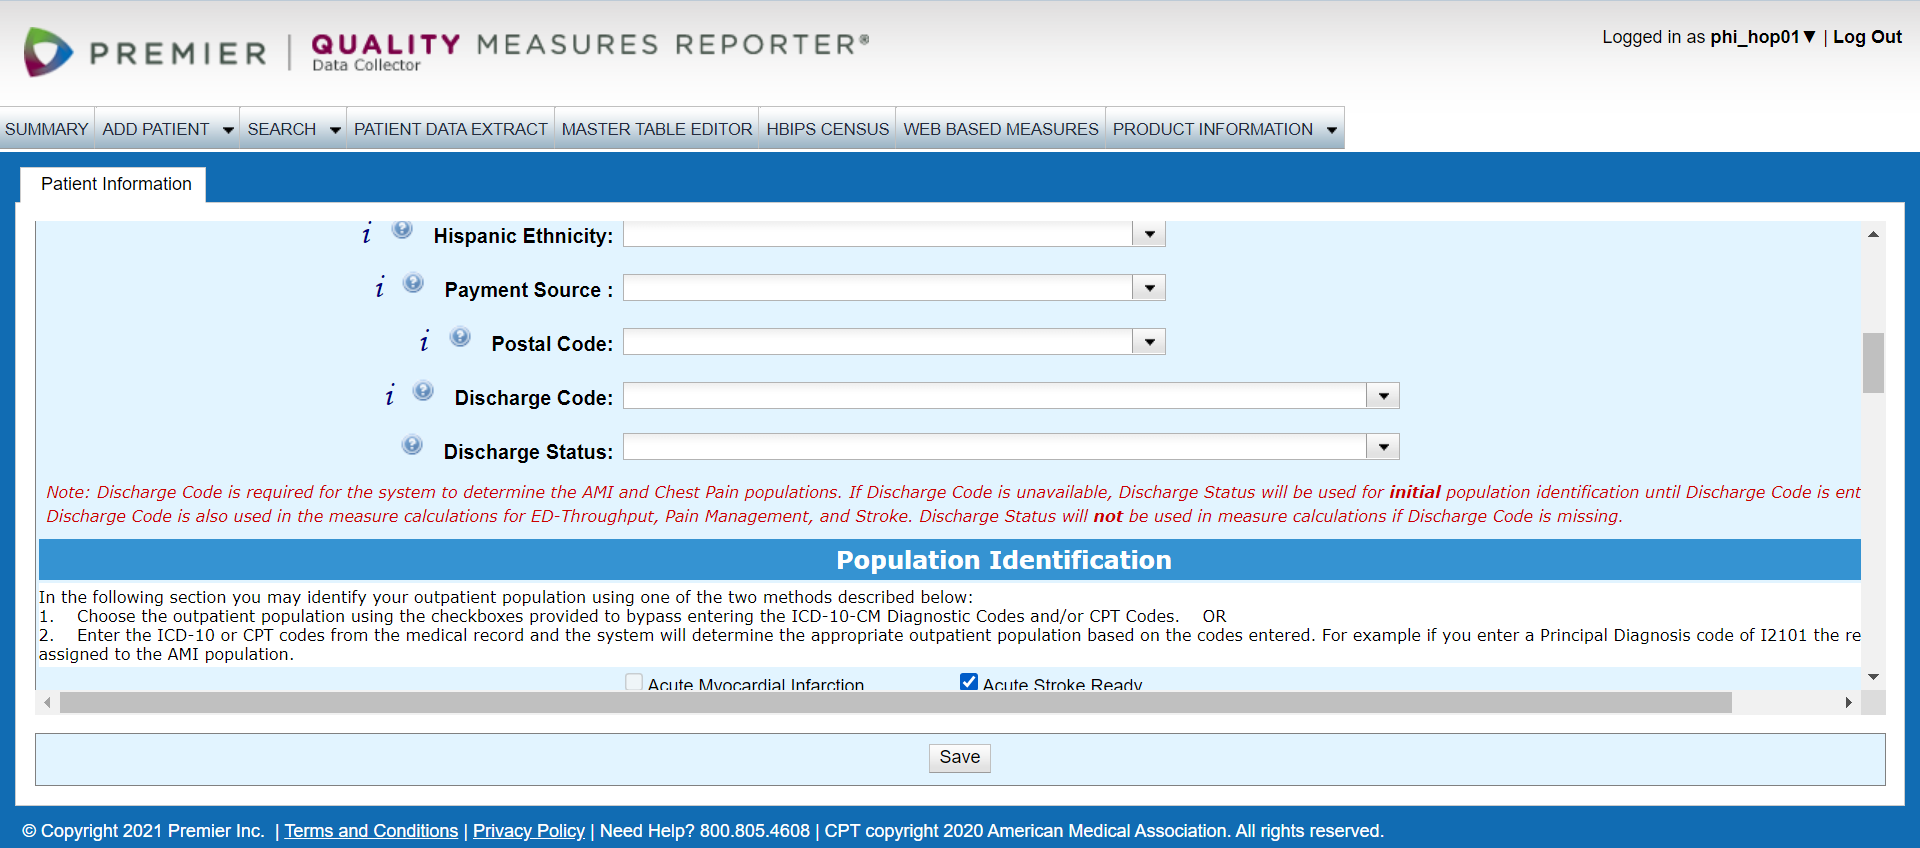 PREMIER | QUALITY MEASURES REPORTER®
Data Collector
Logged in as phi_hop01▼ | Log Out
SUMMARY ADD PATIENT SEARCH PATIENT DATA EXTRACT MASTER TABLE EDITOR HBIPS CENSUS WEB BASED MEASURES PRODUCT INFORMATION
Patient Information
i ? Hispanic Ethnicity:
i ? Payment Source :
i ? Postal Code:
i ? Discharge Code:
? Discharge Status:
Note: Discharge Code is required for the system to determine the AMI and Chest Pain populations. If Discharge Code is unavailable, Discharge Status will be used for initial population identification until Discharge Code is ent
Discharge Code is also used in the measure calculations for ED-Throughput, Pain Management, and Stroke. Discharge Status will not be used in measure calculations if Discharge Code is missing.
Population Identification
In the following section you may identify your outpatient population using one of the two methods described below:
1. Choose the outpatient population using the checkboxes provided to bypass entering the ICD-10-CM Diagnostic Codes and/or CPT Codes. OR
2. Enter the ICD-10 or CPT codes from the medical record and the system will determine the appropriate outpatient population based on the codes entered. For example if you enter a Principal Diagnosis code of I2101 the re
assigned to the AMI population.
Acute Myocardial Infarction Acute Stroke Ready
Save
© Copyright 2021 Premier Inc. | Terms and Conditions | Privacy Policy | Need Help? 800.805.4608 | CPT copyright 2020 American Medical Association. All rights reserved.